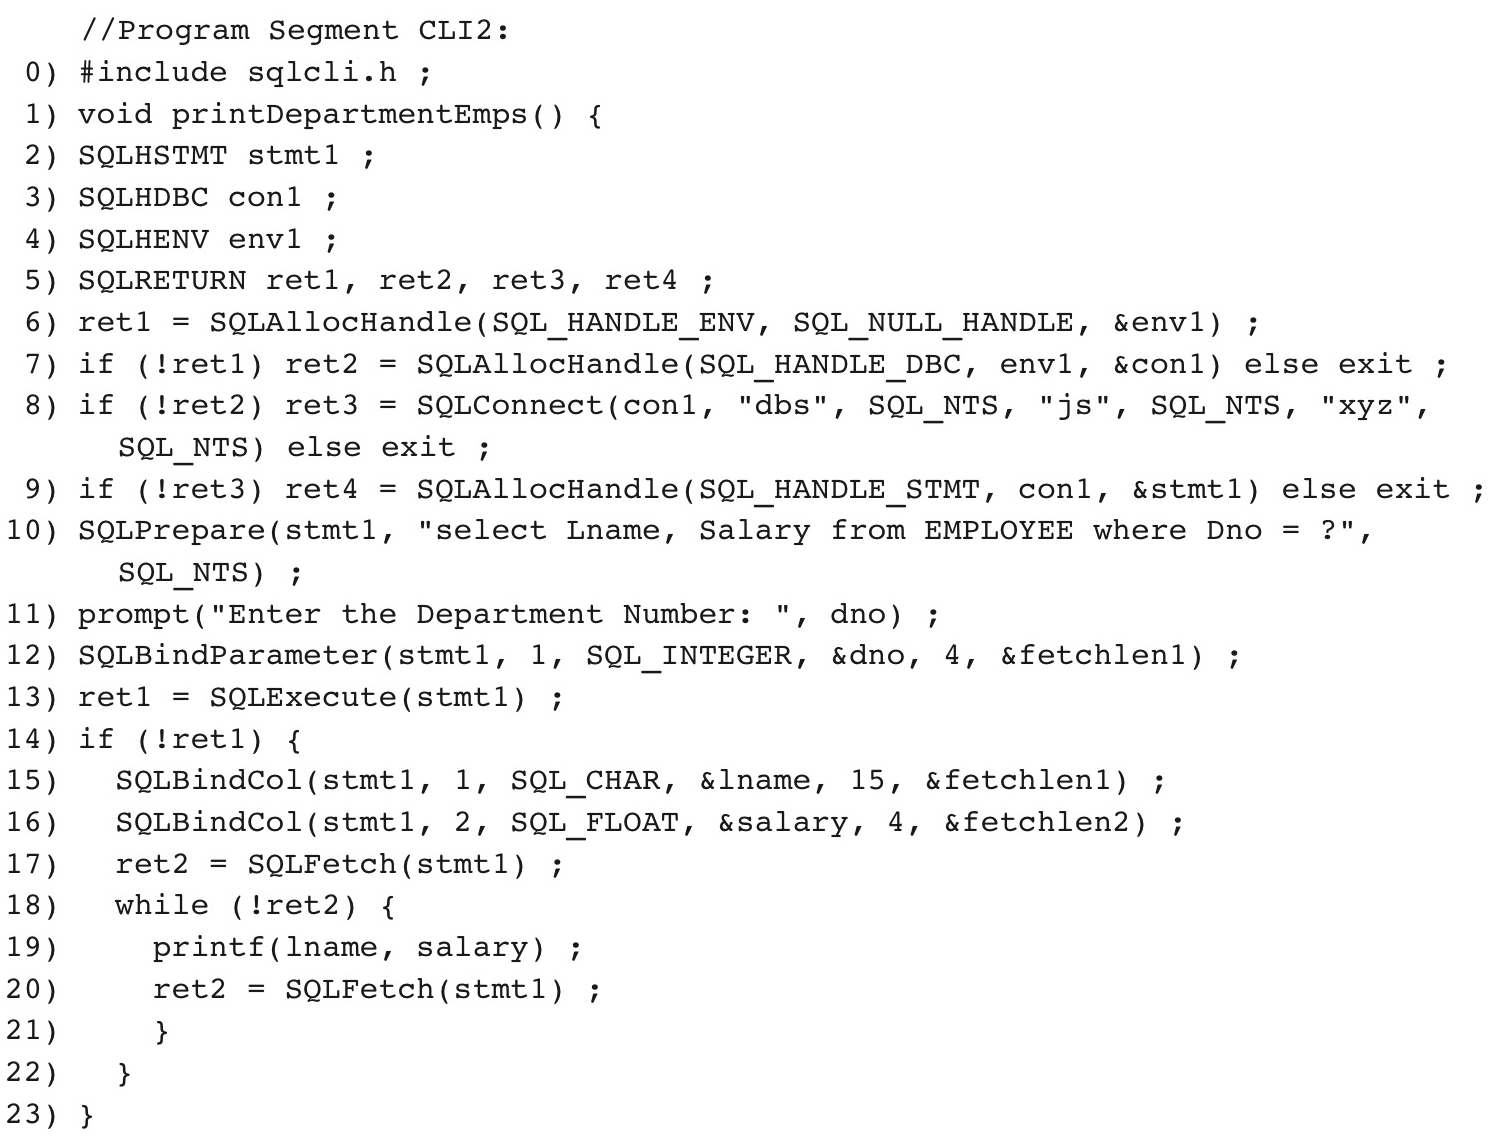 //Program Segment CLI2:
0) #include sqlcli.h ;
1) void printDepartmentEmps() {
2) SQLHSTMT stmt1 ;
3) SQLHDBC con1 ;
4) SQLHENV env1 ;
5) SQLRETURN ret1, ret2, ret3, ret4 ;
6) ret1 = SQLAllocHandle(SQL_HANDLE_ENV, SQL_NULL_HANDLE, &env1) ;
7) if (!ret1) ret2 = SQLAllocHandle(SQL_HANDLE_DBC, env1, &con1) else exit ;
8) if (!ret2) ret3 = SQLConnect(con1, "dbs", SQL_NTS, "js", SQL_NTS, "xyz",
SQL_NTS) else exit ;
9) if (!ret3) ret4 = SQLAllocHandle(SQL_HANDLE_STMT, con1, &stmt1) else exit ;
10) SQLPrepare(stmt1, "select Lname, Salary from EMPLOYEE where Dno = ?",
SQL_NTS) ;
11) prompt("Enter the Department Number: ", dno) ;
12) SQLBindParameter(stmt1, 1, SQL_INTEGER, &dno, 4, &fetchlen1) ;
13) ret1 = SQLExecute(stmt1) ;
14) if (!ret1) {
15) SQLBindCol(stmt1, 1, SQL_CHAR, &lname, 15, &fetchlen1) ;
16) SQLBindCol(stmt1, 2, SQL_FLOAT, &salary, 4, &fetchlen2) ;
17) ret2 = SQLFetch(stmt1) ;
18) while (!ret2) {
19) printf(lname, salary) ;
20) ret2 = SQLFetch(stmt1) ;
21) }
22) }
23) }